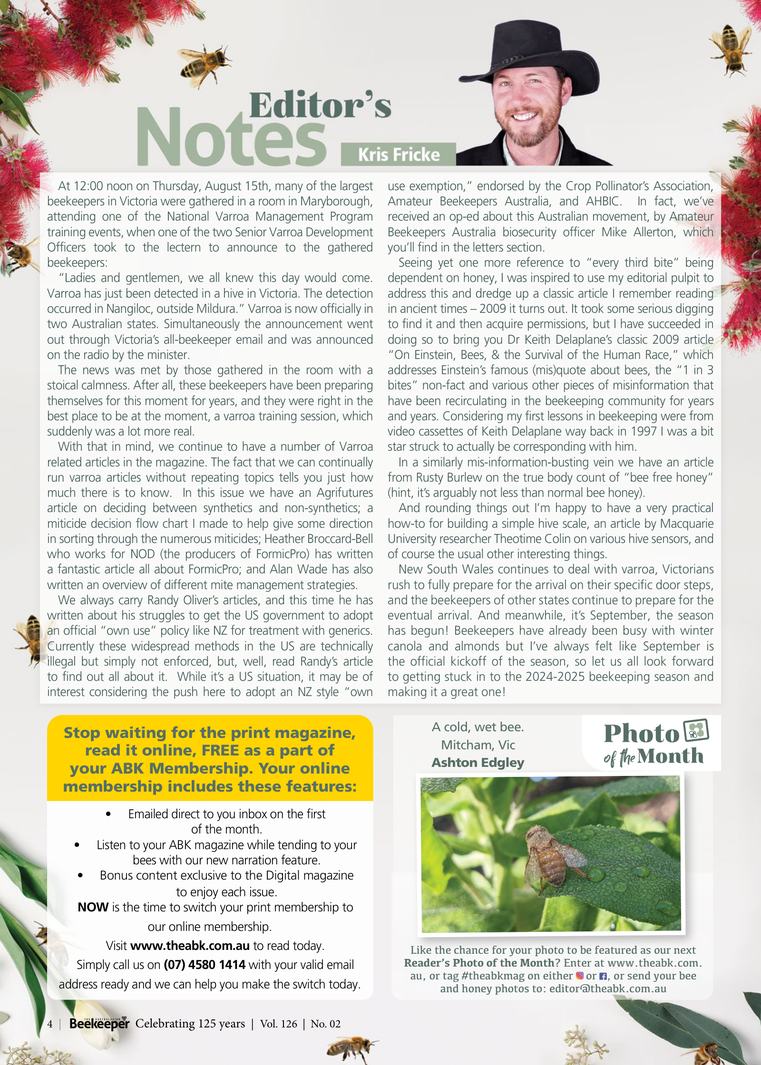 Editor's
Notes
Kris Fricke
At 12:00 noon on Thursday, August 15th, many of the largest
beekeepers in Victoria were gathered in a room in Maryborough,
attending one of the National Varroa Management Program
training events, when one of the two Senior Varroa Development
Officers took to the lectern to announce to the gathered
beekeepers:
"Ladies and gentlemen, we all knew this day would come.
Varroa has just been detected in a hive in Victoria. The detection
occurred in Nangiloc, outside Mildura." Varroa is now officially in
two Australian states. Simultaneously the announcement went
out through Victoria's all-beekeeper email and was announced
on the radio by the minister.
The news was met by those gathered in the room with a
stoical calmness. After all, these beekeepers have been preparing
themselves for this moment for years, and they were right in the
best place to be at the moment, a varroa training session, which
suddenly was a lot more real.
With that in mind, we continue to have a number of Varroa
related articles in the magazine. The fact that we can continually
run varroa articles without repeating topics tells you just how
much there is to know. In this issue we have an Agrifutures
article on deciding between synthetics and non-synthetics; a
miticide decision flow chart I made to help give some direction
in sorting through the numerous miticides; Heather Broccard-Bell
who works for NOD (the producers of FormicPro) has written
a fantastic article all about FormicPro; and Alan Wade has also
written an overview of different mite management strategies.
We always carry Randy Oliver's articles, and this time he has
written about his struggles to get the US government to adopt
an official "own use" policy like NZ for treatment with generics.
Currently these widespread methods in the US are technically
illegal but simply not enforced, but, well, read Randy's article
to find out all about it. While it's a US situation, it may be of
interest considering the push here to adopt an NZ style "own
use exemption," endorsed by the Crop Pollinator's Association,
Amateur Beekeepers Australia, and AHBIC. In fact, we've
received an op-ed about this Australian movement, by Amateur
Beekeepers Australia biosecurity officer Mike Allerton, which
you'll find in the letters section.
Seeing yet one more reference to "every third bite" being
dependent on honey, I was inspired to use my editorial pulpit to
address this and dredge up a classic article I remember reading
in ancient times – 2009 it turns out. It took some serious digging
to find it and then acquire permissions, but I have succeeded in
doing so to bring you Dr Keith Delaplane's classic 2009 article
"On Einstein, Bees, & the Survival of the Human Race," which
addresses Einstein's famous (mis)quote about bees, the "1 in 3
bites" non-fact and various other pieces of misinformation that
have been recirculating in the beekeeping community for years
and years. Considering my first lessons in beekeeping were from
video cassettes of Keith Delaplane way back in 1997 I was a bit
star struck to actually be corresponding with him.
In a similarly mis-information-busting vein we have an article
from Rusty Burlew on the true body count of "bee free honey"
(hint, it's arguably not less than normal bee honey).
And rounding things out I'm happy to have a very practical
how-to for building a simple hive scale, an article by Macquarie
University researcher Theotime Colin on various hive sensors, and
of course the usual other interesting things.
New South Wales continues to deal with varroa, Victorians
rush to fully prepare for the arrival on their specific door steps,
and the beekeepers of other states continue to prepare for the
eventual arrival. And meanwhile, it's September, the season
has begun! Beekeepers have already been busy with winter
canola and almonds but I've always felt like September is
the official kickoff of the season, so let us all look forward
to getting stuck in to the 2024-2025 beekeeping season and
making it a great one!
Stop waiting for the print magazine,
read it online, FREE as a part of
your ABK Membership. Your online
membership includes these features:
• Emailed direct to you inbox on the first
of the month.
• Listen to your ABK magazine while tending to your
bees with our new narration feature.
• Bonus content exclusive to the Digital magazine
to enjoy each issue.
NOW is the time to switch your print membership to
our online membership.
Visit www.theabk.com.au to read today.
Simply call us on (07) 4580 1414 with your valid email
address ready and we can help you make the switch today.
A cold, wet bee.
Mitcham, Vic
Ashton Edgley
Photo
of the Month
Like the chance for your photo to be featured as our next
Reader's Photo of the Month? Enter at www.theabk.com.
au, or tag #theabkmag on either or , or send your bee
and honey photos to: editor@theabk.com.au
4 | Beekeeper Celebrating 125 years | Vol. 126 | No. 02